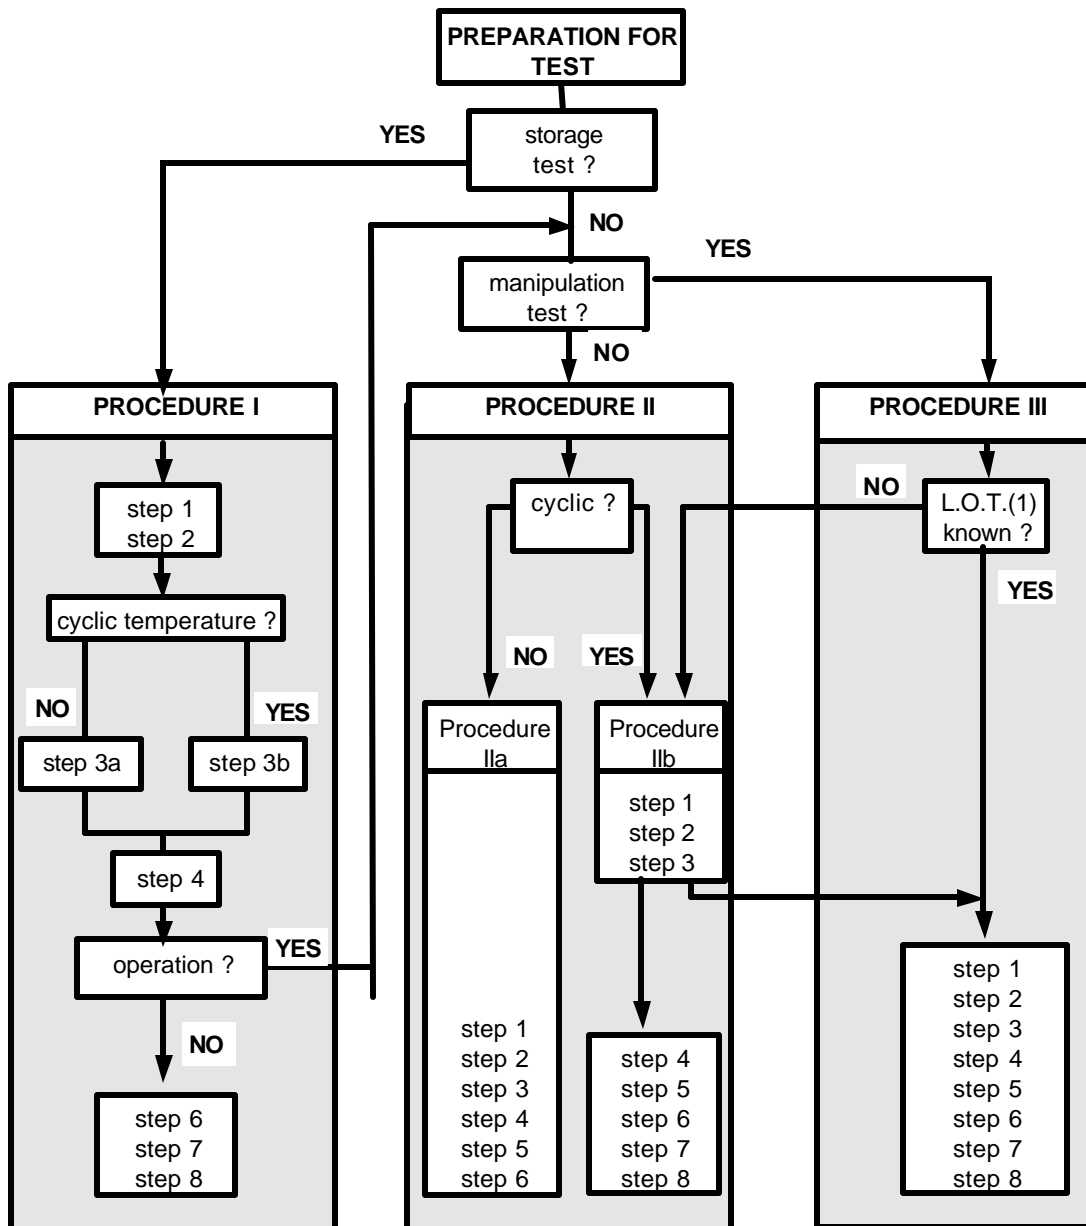 PREPARATION FOR
TEST
YES
storage
test ?
NO
YES
manipulation
test ?
NO
PROCEDURE I
step 1
step 2
cyclic temperature ?
NO
YES
step 3a
step 3b
step 4
operation ?
YES
NO
step 6
step 7
step 8
PROCEDURE II
cyclic ?
NO
YES
Procedure
IIa
step 1
step 2
step 3
step 4
step 5
step 6
Procedure
IIb
step 1
step 2
step 3
step 4
step 5
step 6
step 7
step 8
PROCEDURE III
NO
L.O.T.(1)
known ?
YES
step 1
step 2
step 3
step 4
step 5
step 6
step 7
step 8